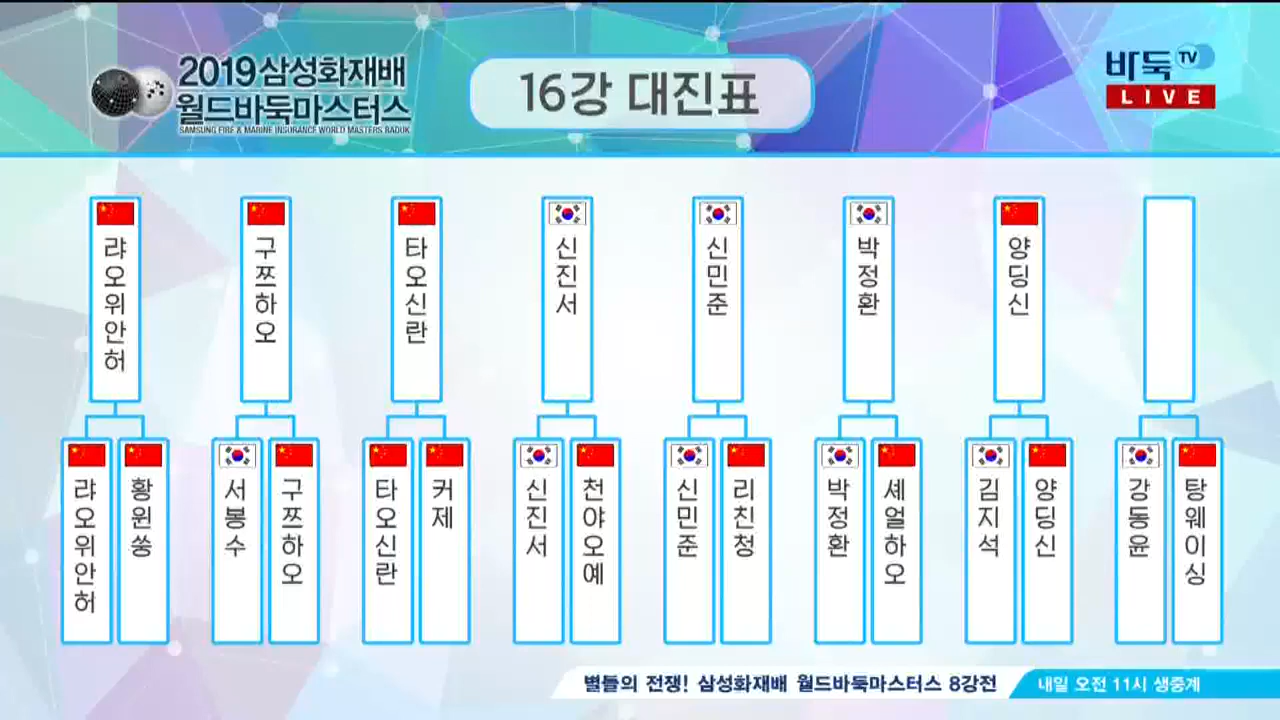 2019 삼성화재배
월드바둑마스터스
SAMSUNG FIRE & MARINE INSURANCE WORLD MASTERS BADUK
16강 대진표
바둑TV
LIVE
랴오위안허
구쯔하오
타오신란
신진서
신민준
박정환
양딩신
랴오위안허
황윈쑹
서봉수
구쯔하오
타오신란
커제
신진서
천야오예
신민준
리친청
박정환
셰얼하오
김지석
양딩신
강동윤
탕웨이싱
별들의 전쟁! 삼성화재배 월드바둑마스터스 8강전
내일 오전 11시 생중계